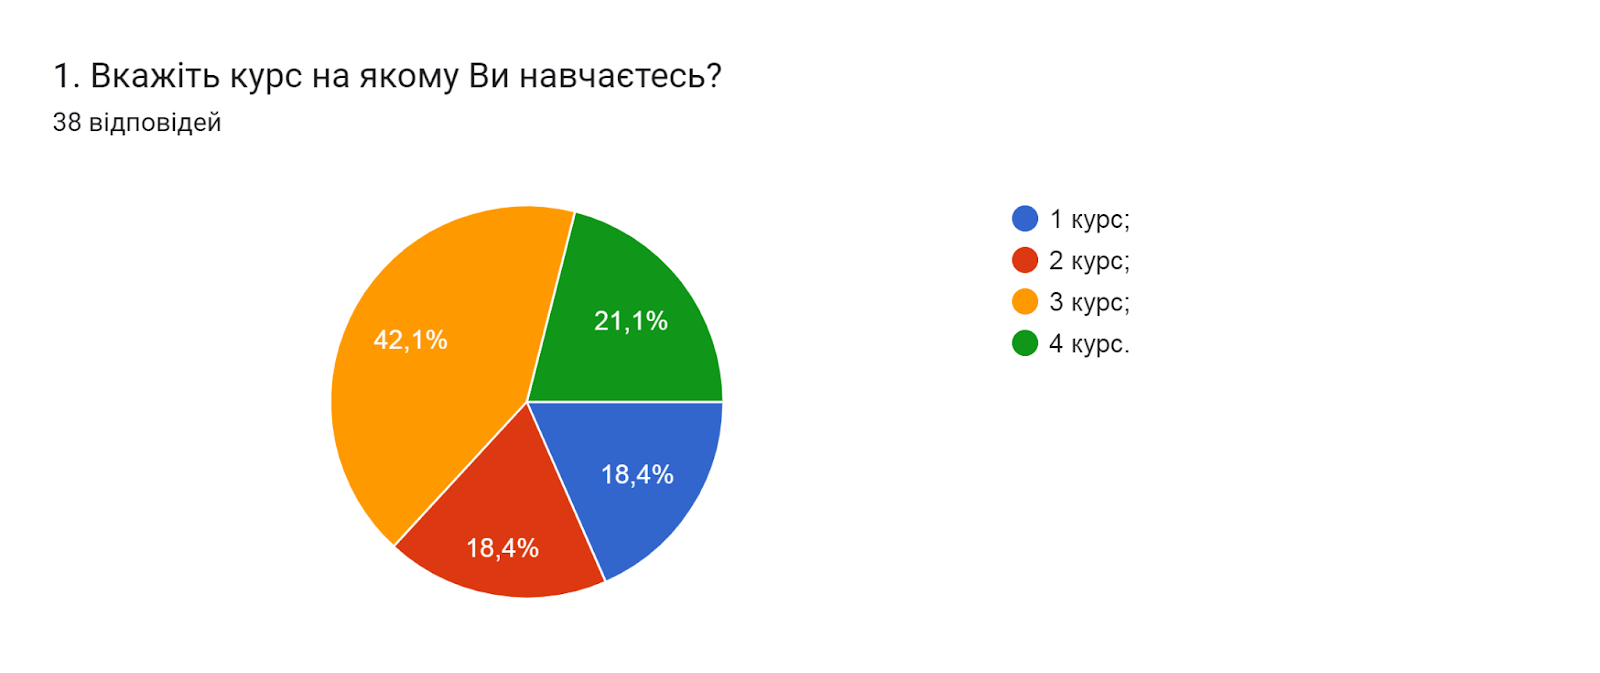 1. Вкажіть курс на якому Ви навчаєтесь?
38 відповідей
42,1%
21,1%
18,4%
18,4%
1 курс;
2 курс;
3 курс;
4 курс.